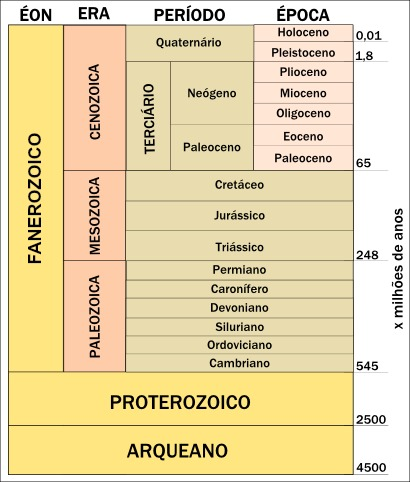 ÉON ERA PERÍODO ÉPOCA
FANEROZOICO
CENOZOICA
Quaternário
Holoceno
0,01
Pleistoceno
1,8
TERCIÁRIO
Neógeno
Plioceno
Mioceno
Oligoceno
Paleoceno
Eoceno
Paleoceno
65
MESOZOICA
Cretáceo
Jurássico
Triássico
248
PALEOZOICA
Permiano
Caronífero
Devoniano
Siluriano
Ordoviciano
Cambriano
545
PROTEROZOICO
2500
ARQUEANO
4500
x milhões de anos